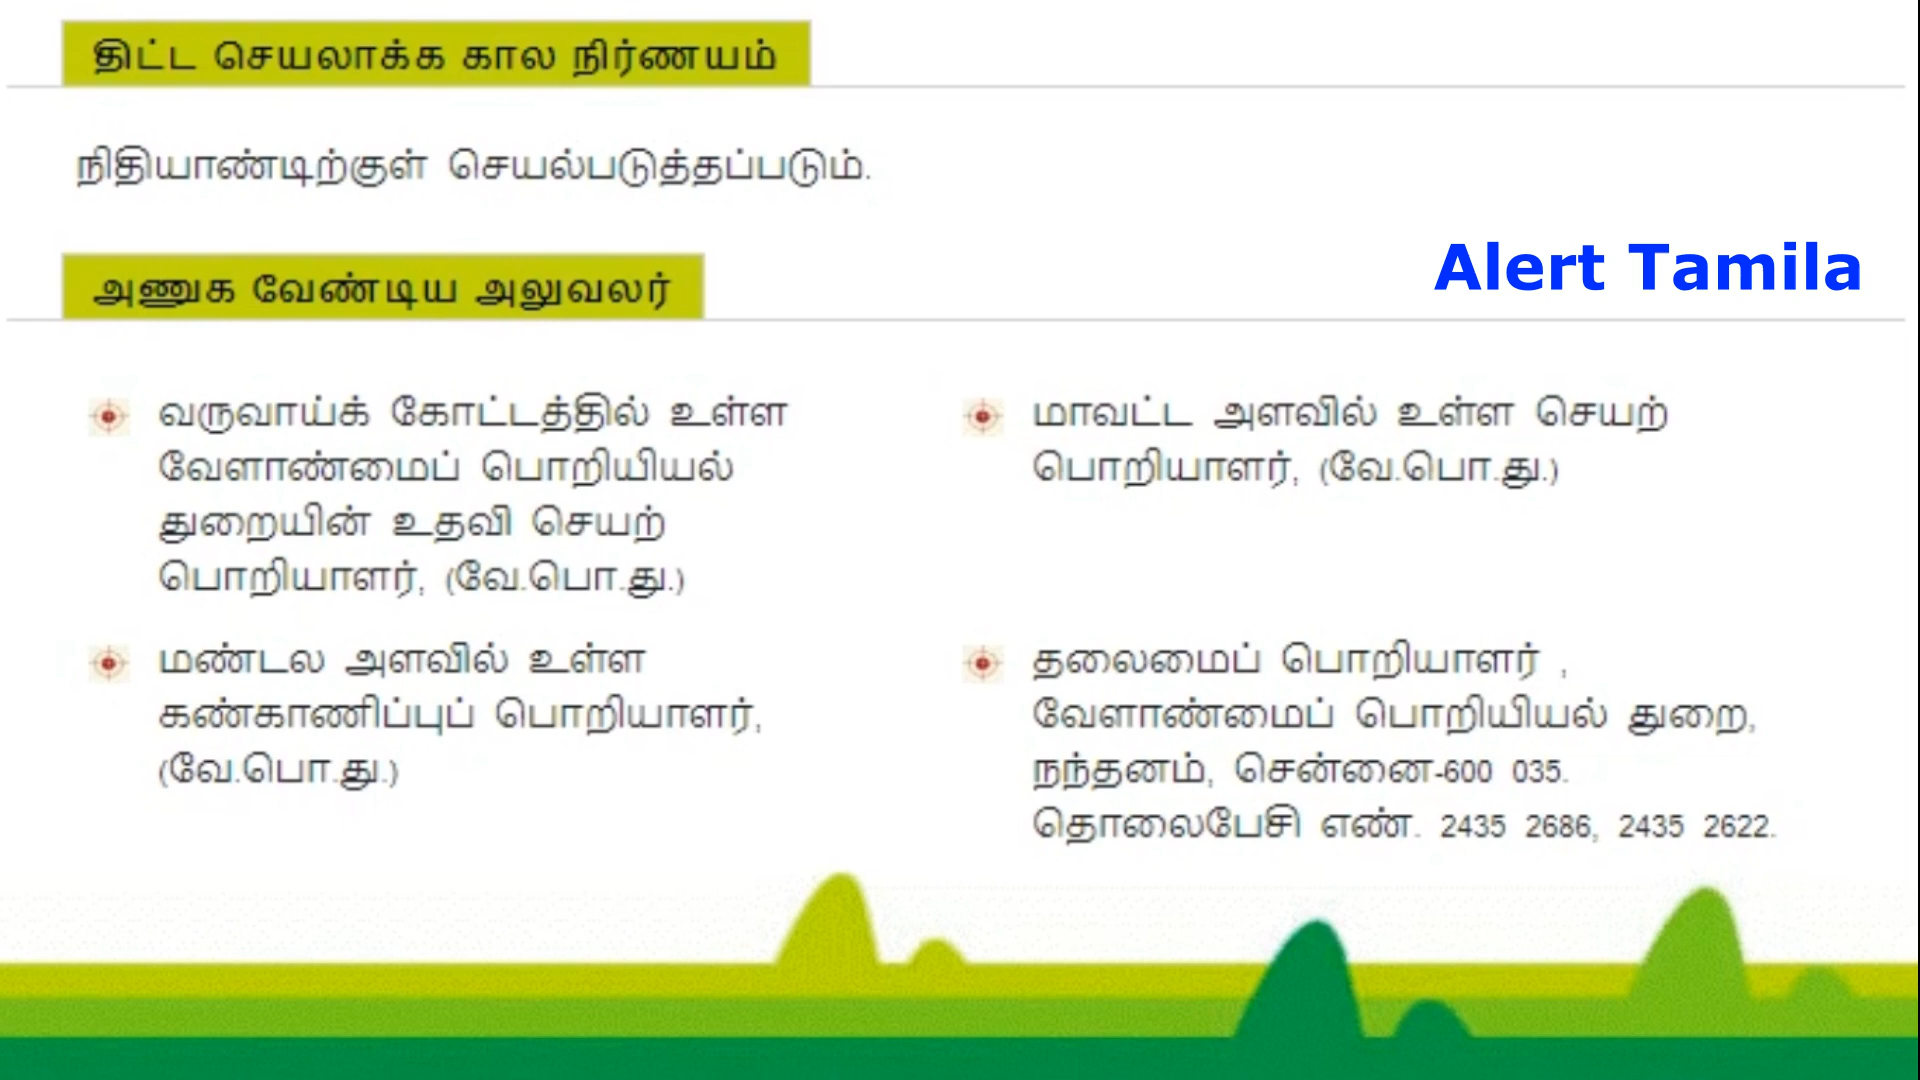 திட்ட செயலாக்க கால நிர்ணயம்
நிதியாண்டிற்குள் செயல்படுத்தப்படும்.
Alert Tamila
அணுக வேண்டிய அலுவலர்
வருவாய்க் கோட்டத்தில் உள்ள
வேளாண்மைப் பொறியியல்
துறையின் உதவி செயற்
பொறியாளர், (வே.பொ.து.)
மாவட்ட அளவில் உள்ள செயற்
பொறியாளர், (வே.பொ.து.)
மண்டல அளவில் உள்ள
கண்காணிப்புப் பொறியாளர்,
(வே.பொ.து.)
தலைமைப் பொறியாளர் ,
வேளாண்மைப் பொறியியல் துறை,
நந்தனம், சென்னை-600 035.
தொலைபேசி எண். 2435 2686, 2435 2622.